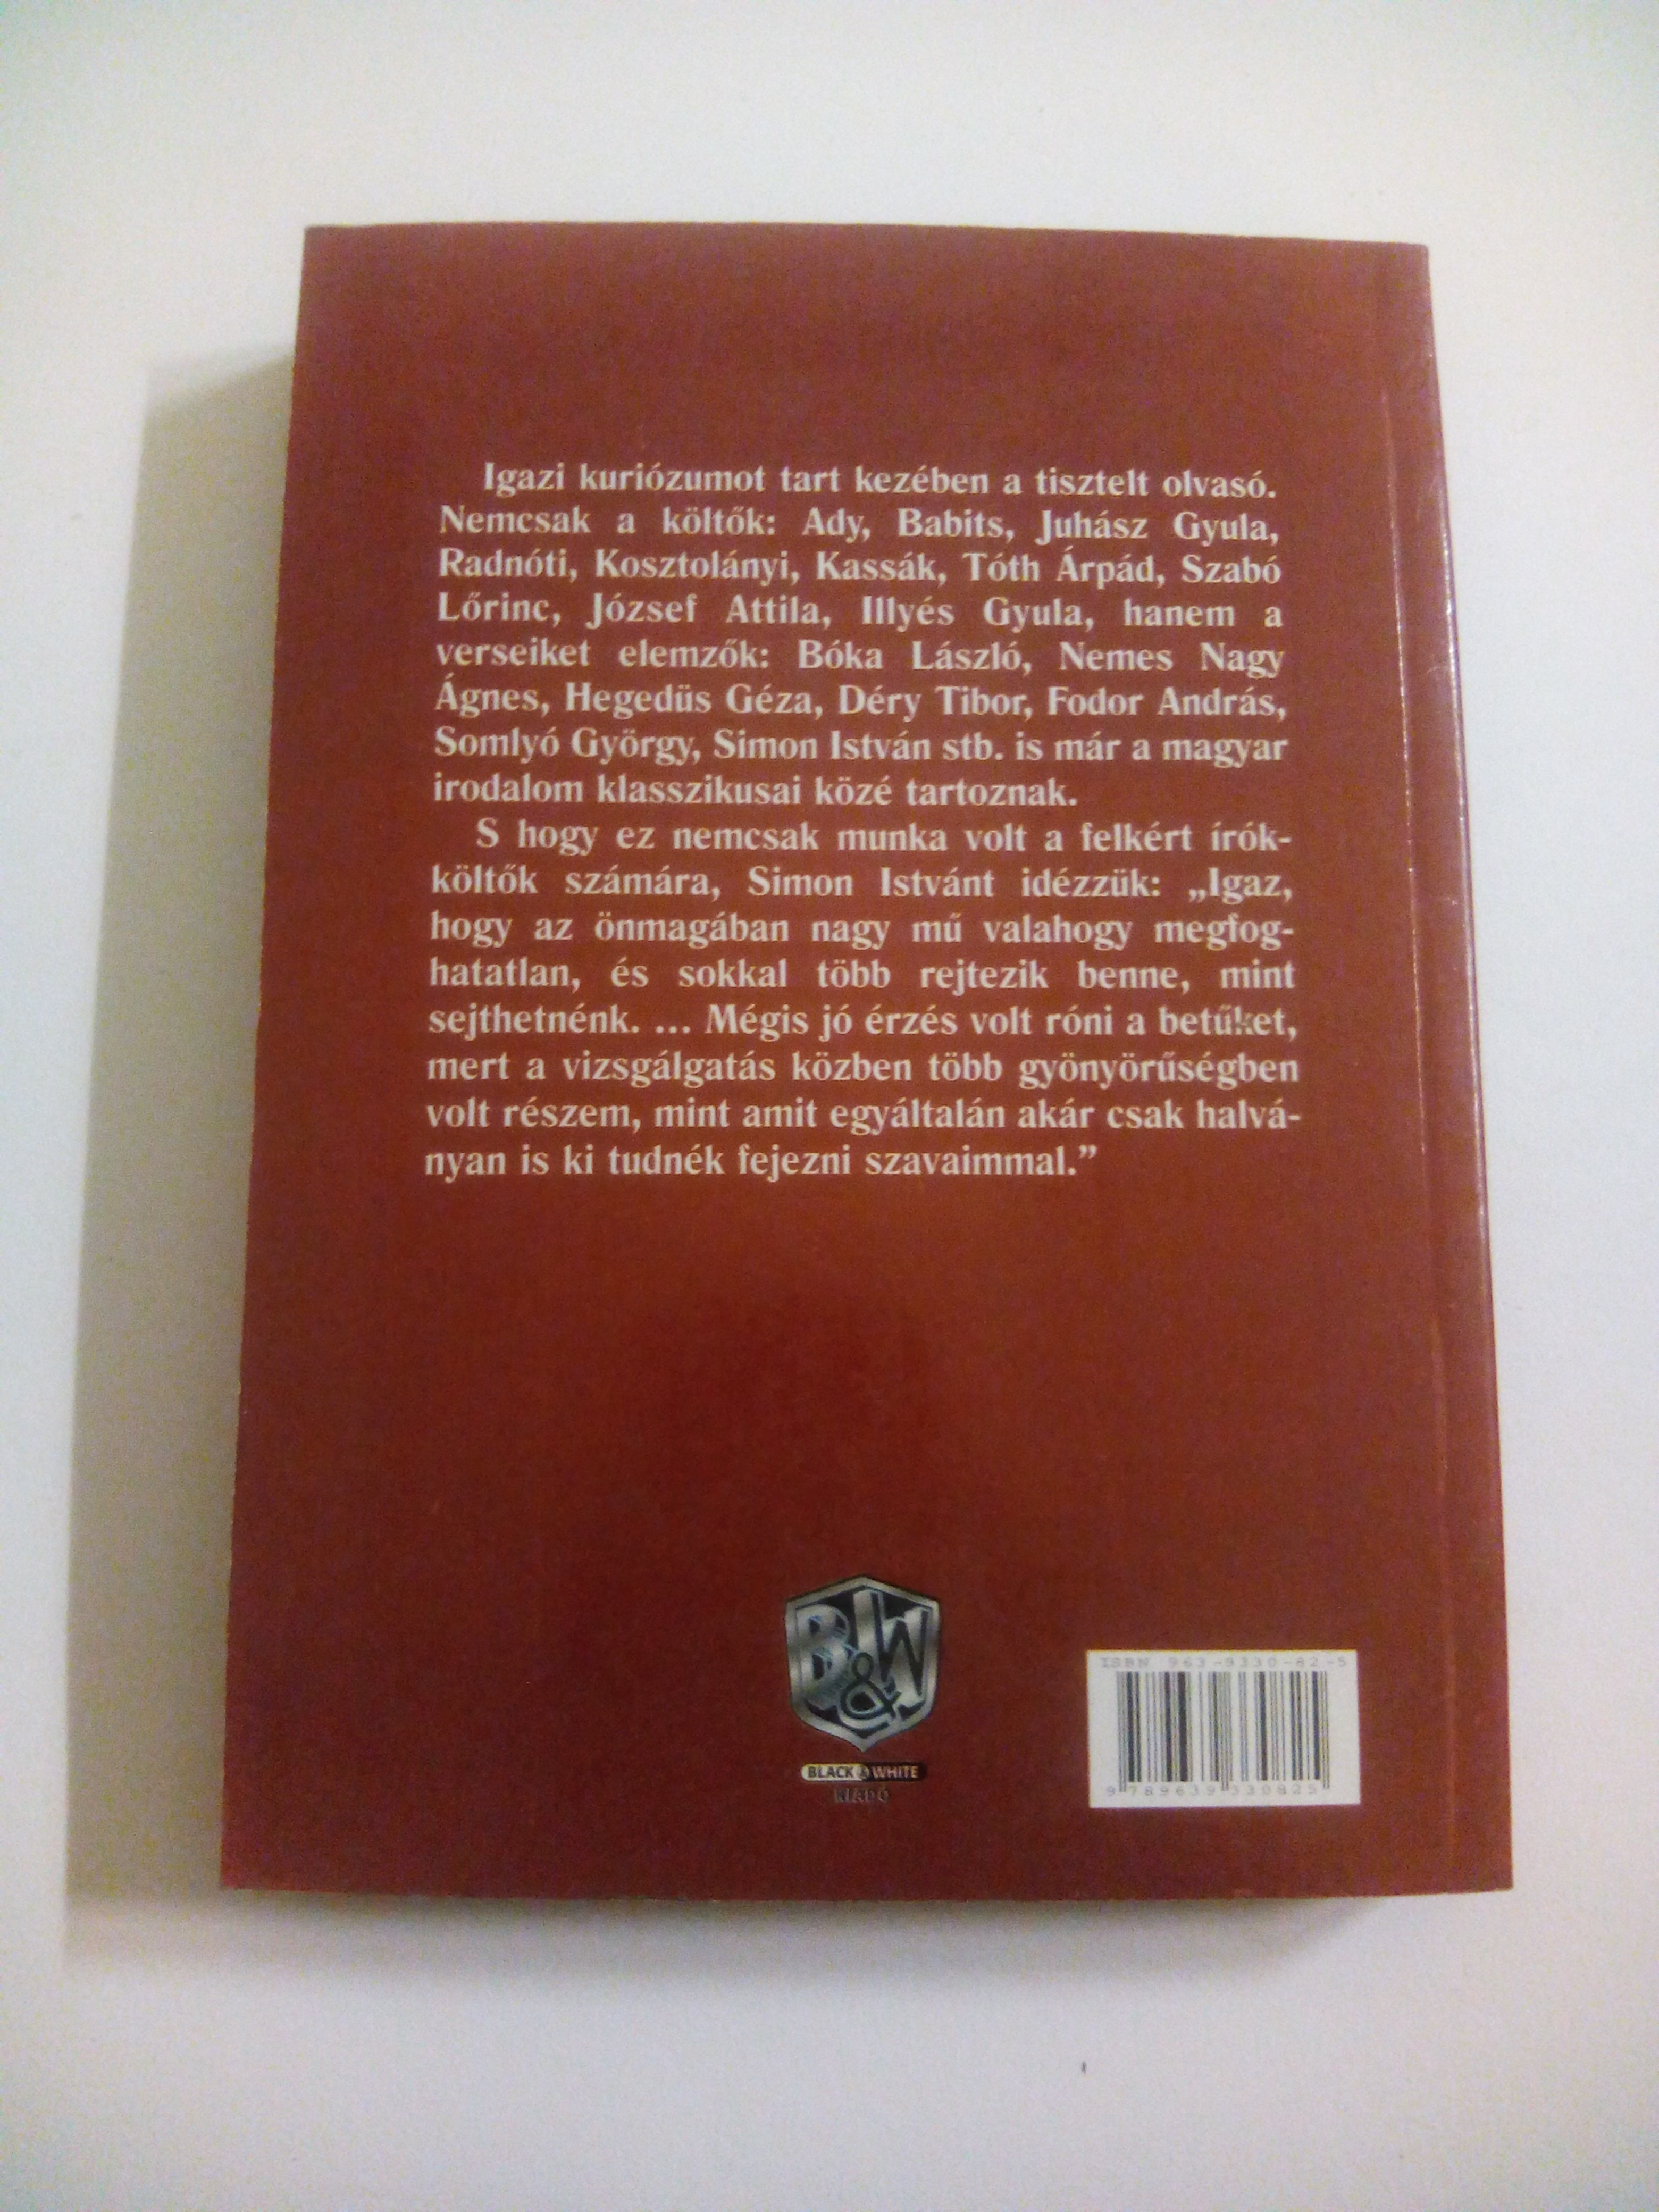 Igazi kuriózumot tart kezében a tisztelt olvasó.
Nemcsak a költők: Ady, Babits, Juhász Gyula,
Radnóti, Kosztolányi, Kassák, Tóth Árpád, Szabó
Lőrinc, József Attila, Illyés Gyula, hanem a
verseiket elemzők: Bóka László, Nemes Nagy
Ágnes, Hegedüs Géza, Déry Tibor, Fodor András,
Somlyó György, Simon István stb. is már a magyar
irodalom klasszikusai közé tartoznak.
S hogy ez nemcsak munka volt a felkért írók-
költők számára, Simon Istvánt idézzük: „Igaz,
hogy az önmagában nagy mű valahogy megfog-
hatatlan, és sokkal több rejtezik benne, mint
sejthetnénk. ... Mégis jó érzés volt róni a betűket,
mert a vizsgálgatás közben több gyönyörűségben
volt részem, mint amit egyáltalán akár csak halvá-
nyan is ki tudnék fejezni szavaimmal.”
B&W
BLACK & WHITE
KIADÓ
ISBN 963-9330-82-5
9 789639 330825